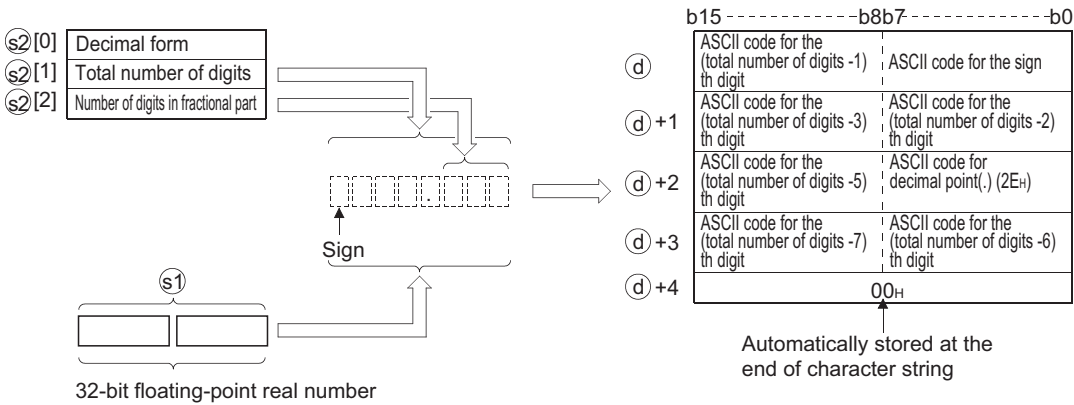 s2 [0] Decimal form
s2 [1] Total number of digits
s2 [2] Number of digits in fractional part
.
Sign
s1
32-bit floating-point real number
b15 b8b7 b0
d
ASCII code for the
(total number of digits -1)
th digit
ASCII code for the sign
d +1
ASCII code for the
(total number of digits -3)
th digit
ASCII code for the
(total number of digits -2)
th digit
d +2
ASCII code for the
(total number of digits -5)
th digit
ASCII code for
decimal point(.) (2EH)
d +3
ASCII code for the
(total number of digits -7)
th digit
ASCII code for the
(total number of digits -6)
th digit
d +4
00H
Automatically stored at the
end of character string